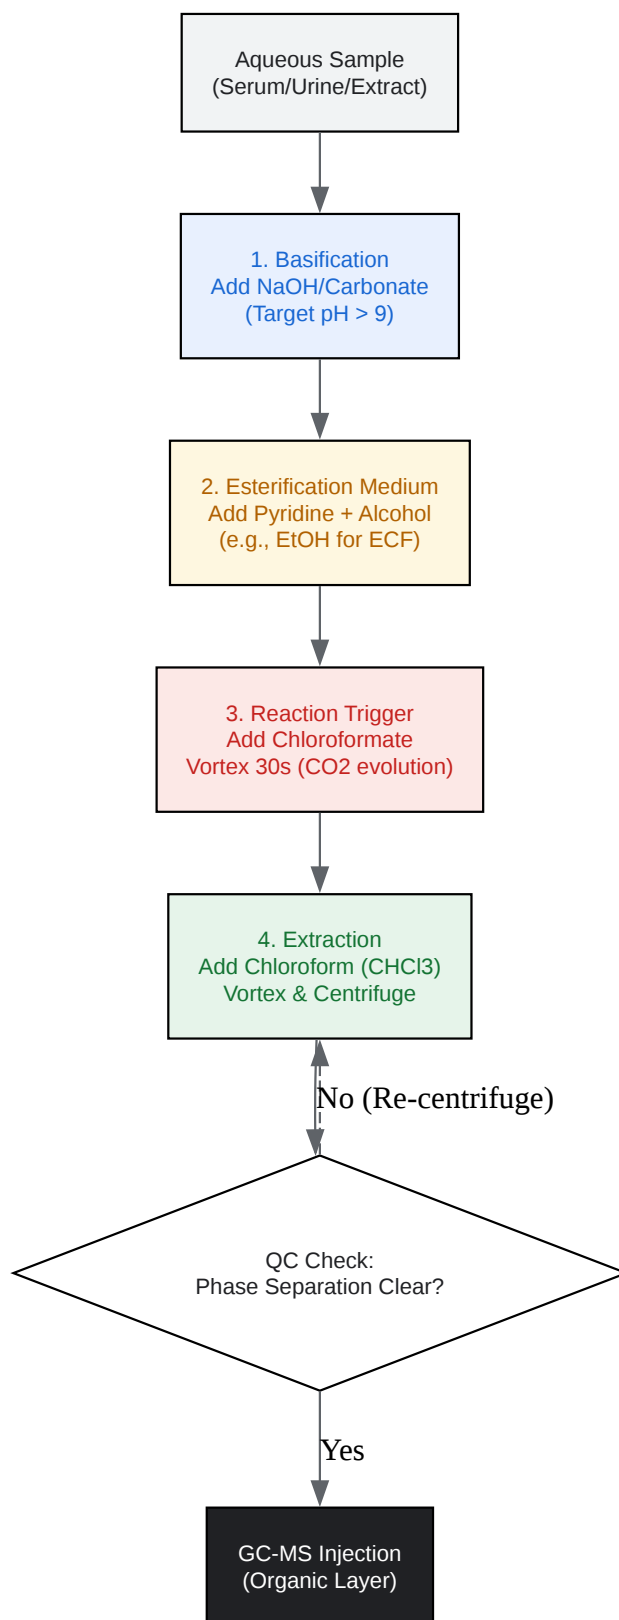 Aqueous Sample
(Serum/Urine/Extract)
1. Basification
Add NaOH/Carbonate
(Target pH > 9)
2. Esterification Medium
Add Pyridine + Alcohol
(e.g., EtOH for ECF)
3. Reaction Trigger
Add Chloroformate
Vortex 30s (CO2 evolution)
4. Extraction
Add Chloroform (CHCl3)
Vortex & Centrifuge
No (Re-centrifuge)
QC Check:
Phase Separation Clear?
Yes
GC-MS Injection
(Organic Layer)